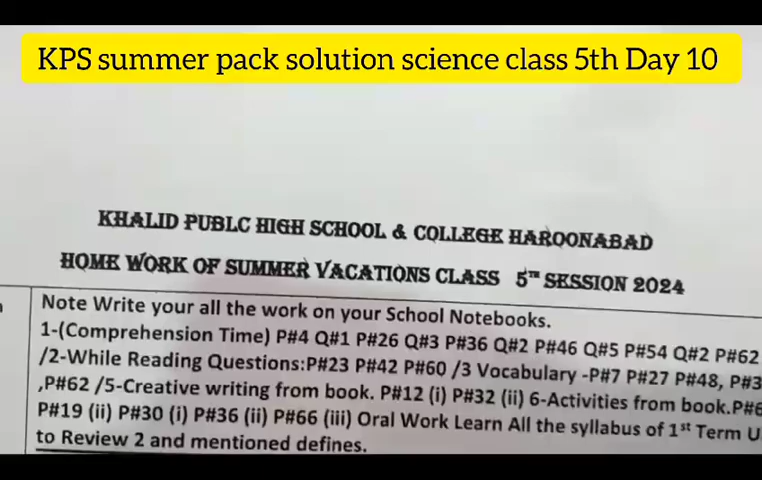 KPS summer pack solution science class 5th Day 10
KHALID PUBLC HIGH SCHOOL & COLLEGE HAROONABAD
HOME WORK OF SUMMER VACATIONS CLASS 5TH SESSION 2024
Note Write your all the work on your School Notebooks.
1-(Comprehension Time) P#4 Q#1 P#26 Q#3 P#36 Q#2 P#46 Q#5 P#54 Q#2 P#62
/2-While Reading Questions:P#23 P#42 P#60 /3 Vocabulary -P#7 P#27 P#48, P#3
,P#62 /5-Creative writing from book. P#12 (i) P#32 (ii) 6-Activities from book.P#6
P#19 (ii) P#30 (i) P#36 (ii) P#66 (iii) Oral Work Learn All the syllabus of 1st Term U
to Review 2 and mentioned defines.